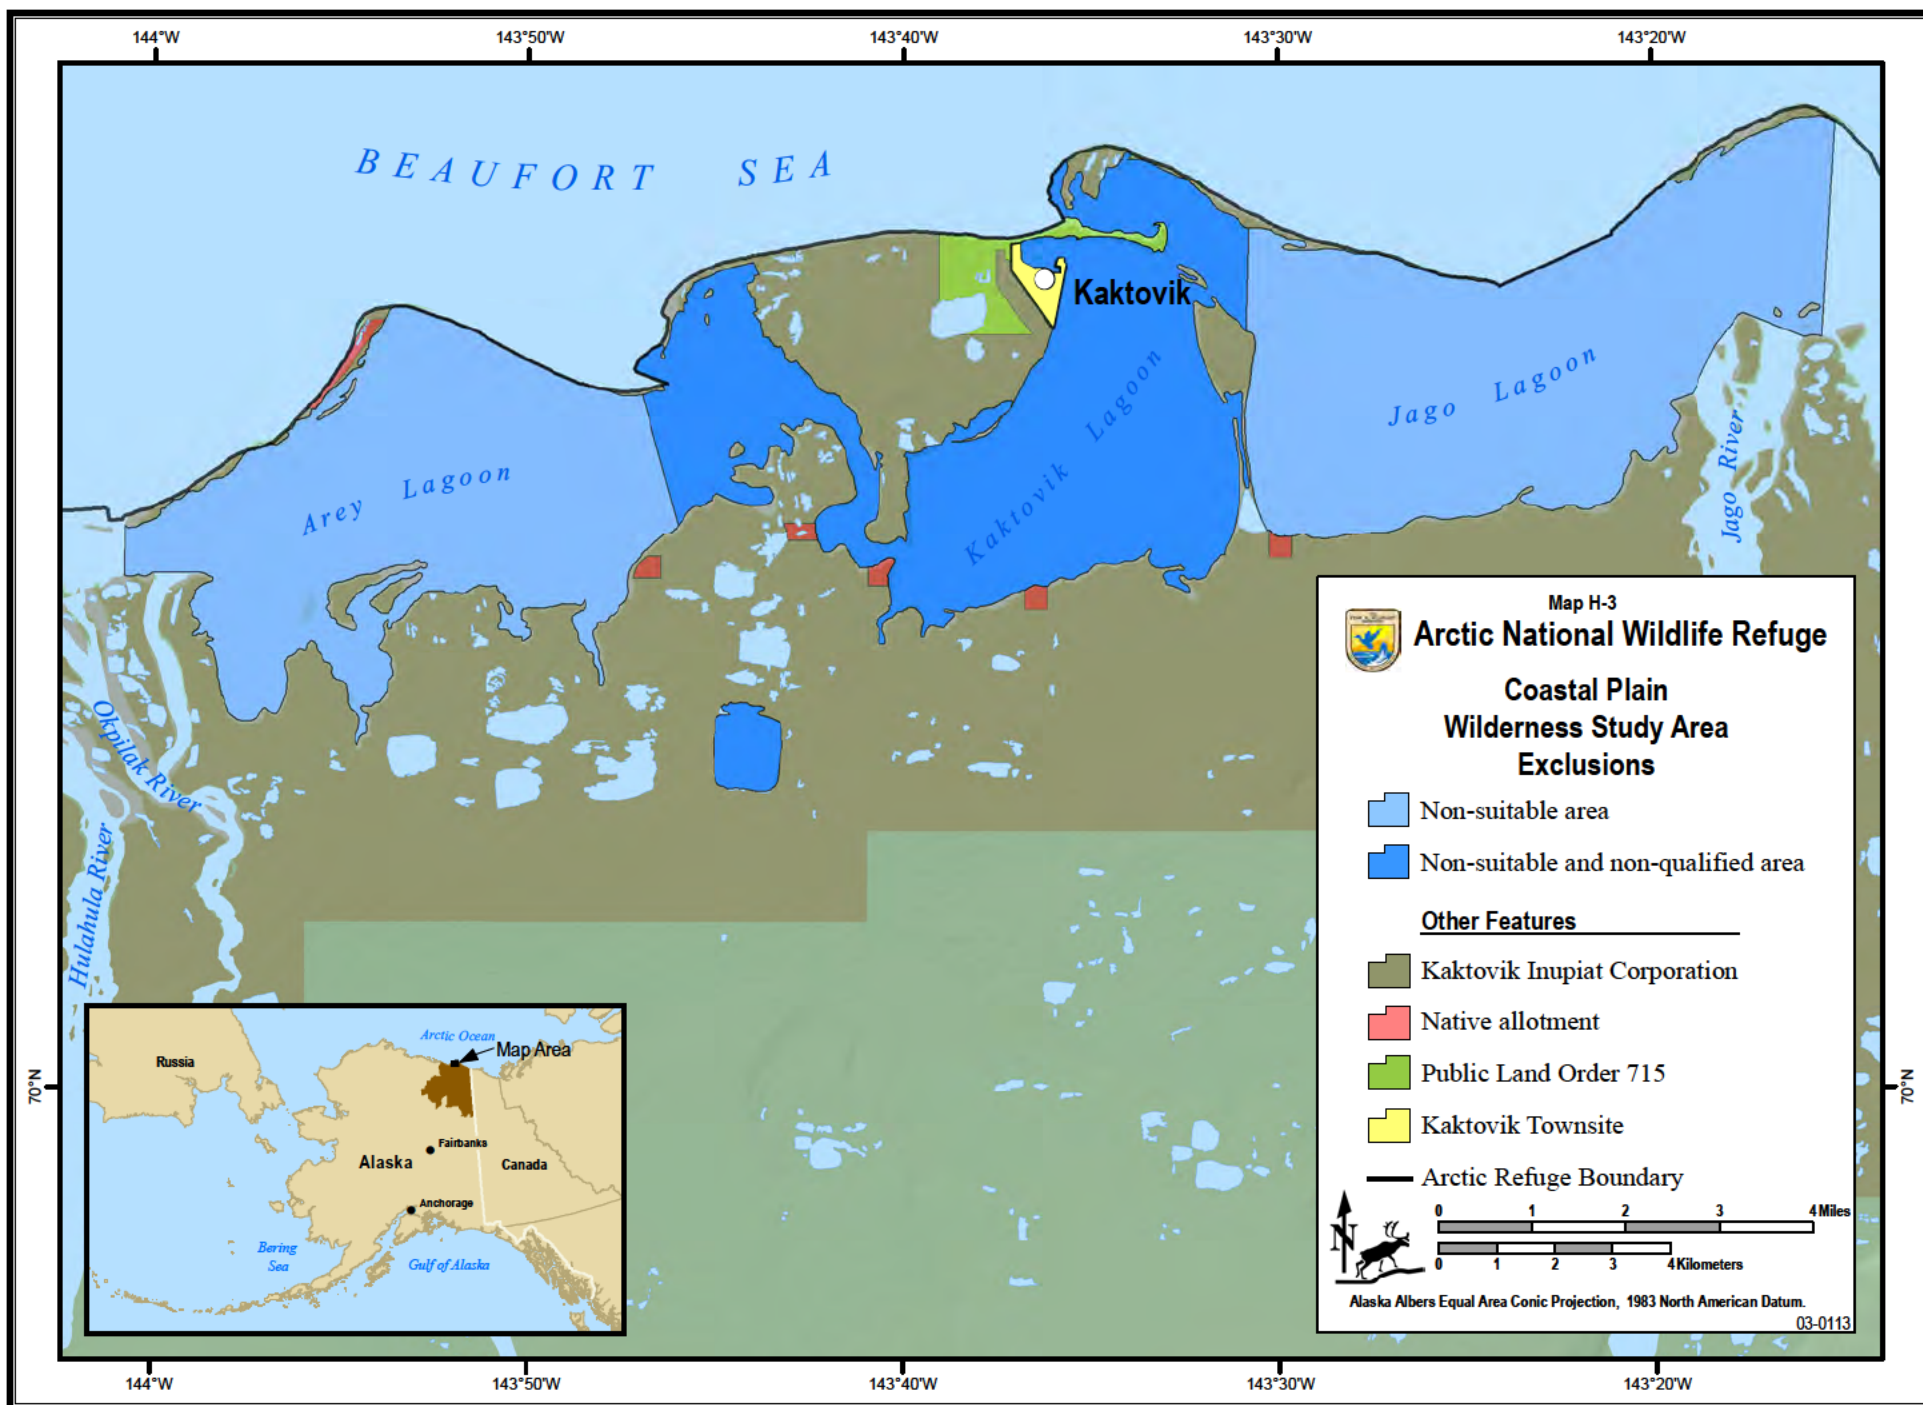 144°W 143°50'W 143°40'W 143°30'W 143°20'W
BEAUFORT SEA
Kaktovik
Arey Lagoon
Kaktovik Lagoon
Jago Lagoon
Jago River
Jago River
Okpilak River
Hulahula River
70°N
70°N
Map H-3
Arctic National Wildlife Refuge
Coastal Plain
Wilderness Study Area
Exclusions
Non-suitable area
Non-suitable and non-qualified area
Other Features
Kaktovik Inupiat Corporation
Native allotment
Public Land Order 715
Kaktovik Townsite
Arctic Refuge Boundary
0 1 2 3 4 Miles
0 1 2 3 4 Kilometers
N
Alaska Albers Equal Area Conic Projection, 1983 North American Datum.
03-0113
Arctic Ocean
Map Area
Russia
Fairbanks
Alaska
Canada
Anchorage
Bering
Sea
Gulf of Alaska
144°W 143°50'W 143°40'W 143°30'W 143°20'W